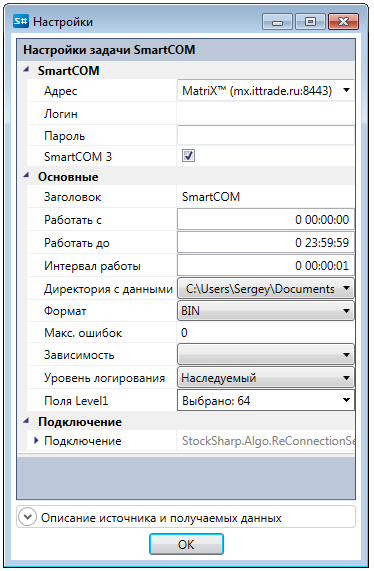 S# Настройки
Настройки задачи SmartCOM
SmartCOM
Адрес MatriX™ (mx.ittrade.ru:8443)
Логин
Пароль
SmartCOM 3
Основные
Заголовок SmartCOM
Работать с 0 00:00:00
Работать до 0 23:59:59
Интервал работы 0 00:00:01
Директория с данными C:\Users\Sergey\Documents
Формат BIN
Макс. ошибок 0
Зависимость
Уровень логирования Наследуемый
Поля Level1 Выбрано: 64
Подключение
Подключение StockSharp.Algo.ReConnectionSe
Описание источника и получаемых данных
OK